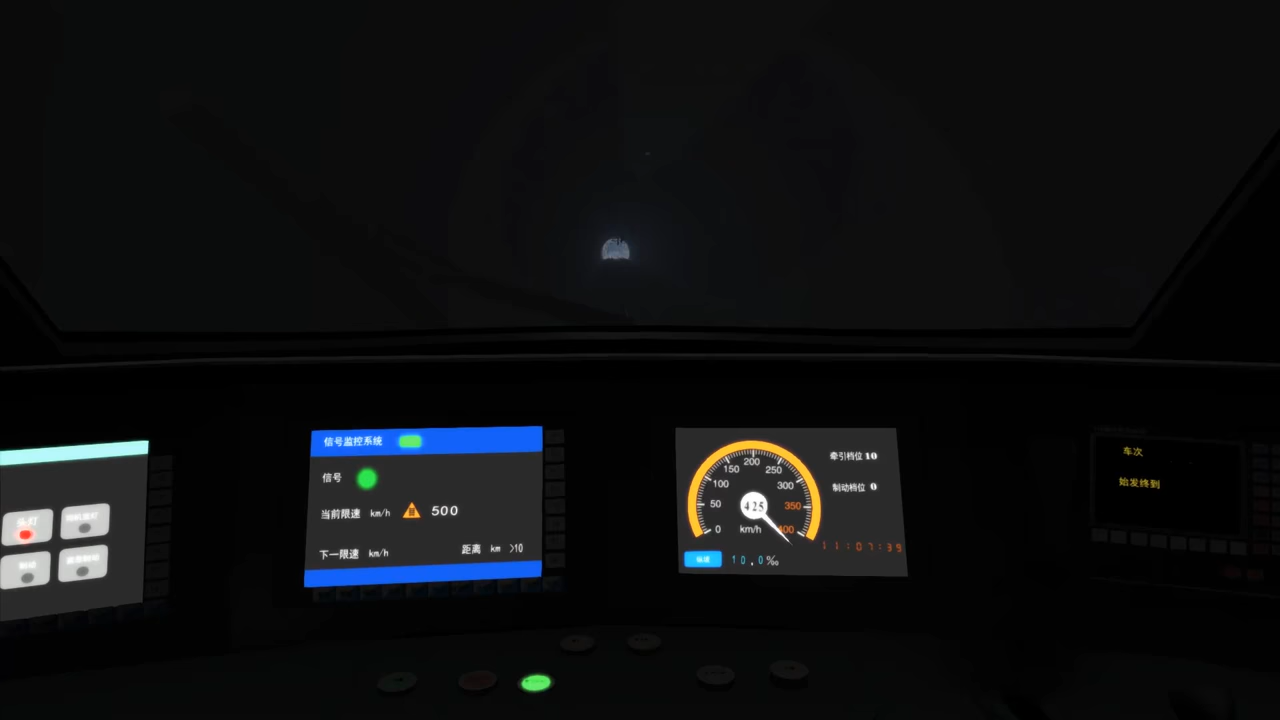 头灯
制动
信号监控系统
信号
当前限速 km/h 500
下一限速 km/h 距离 km >10
0
50
100
150
200
250
300
350
400
425
km/h
牵引档位 10
制动档位 0
11:07:39
10.0‰
车次
始发终到